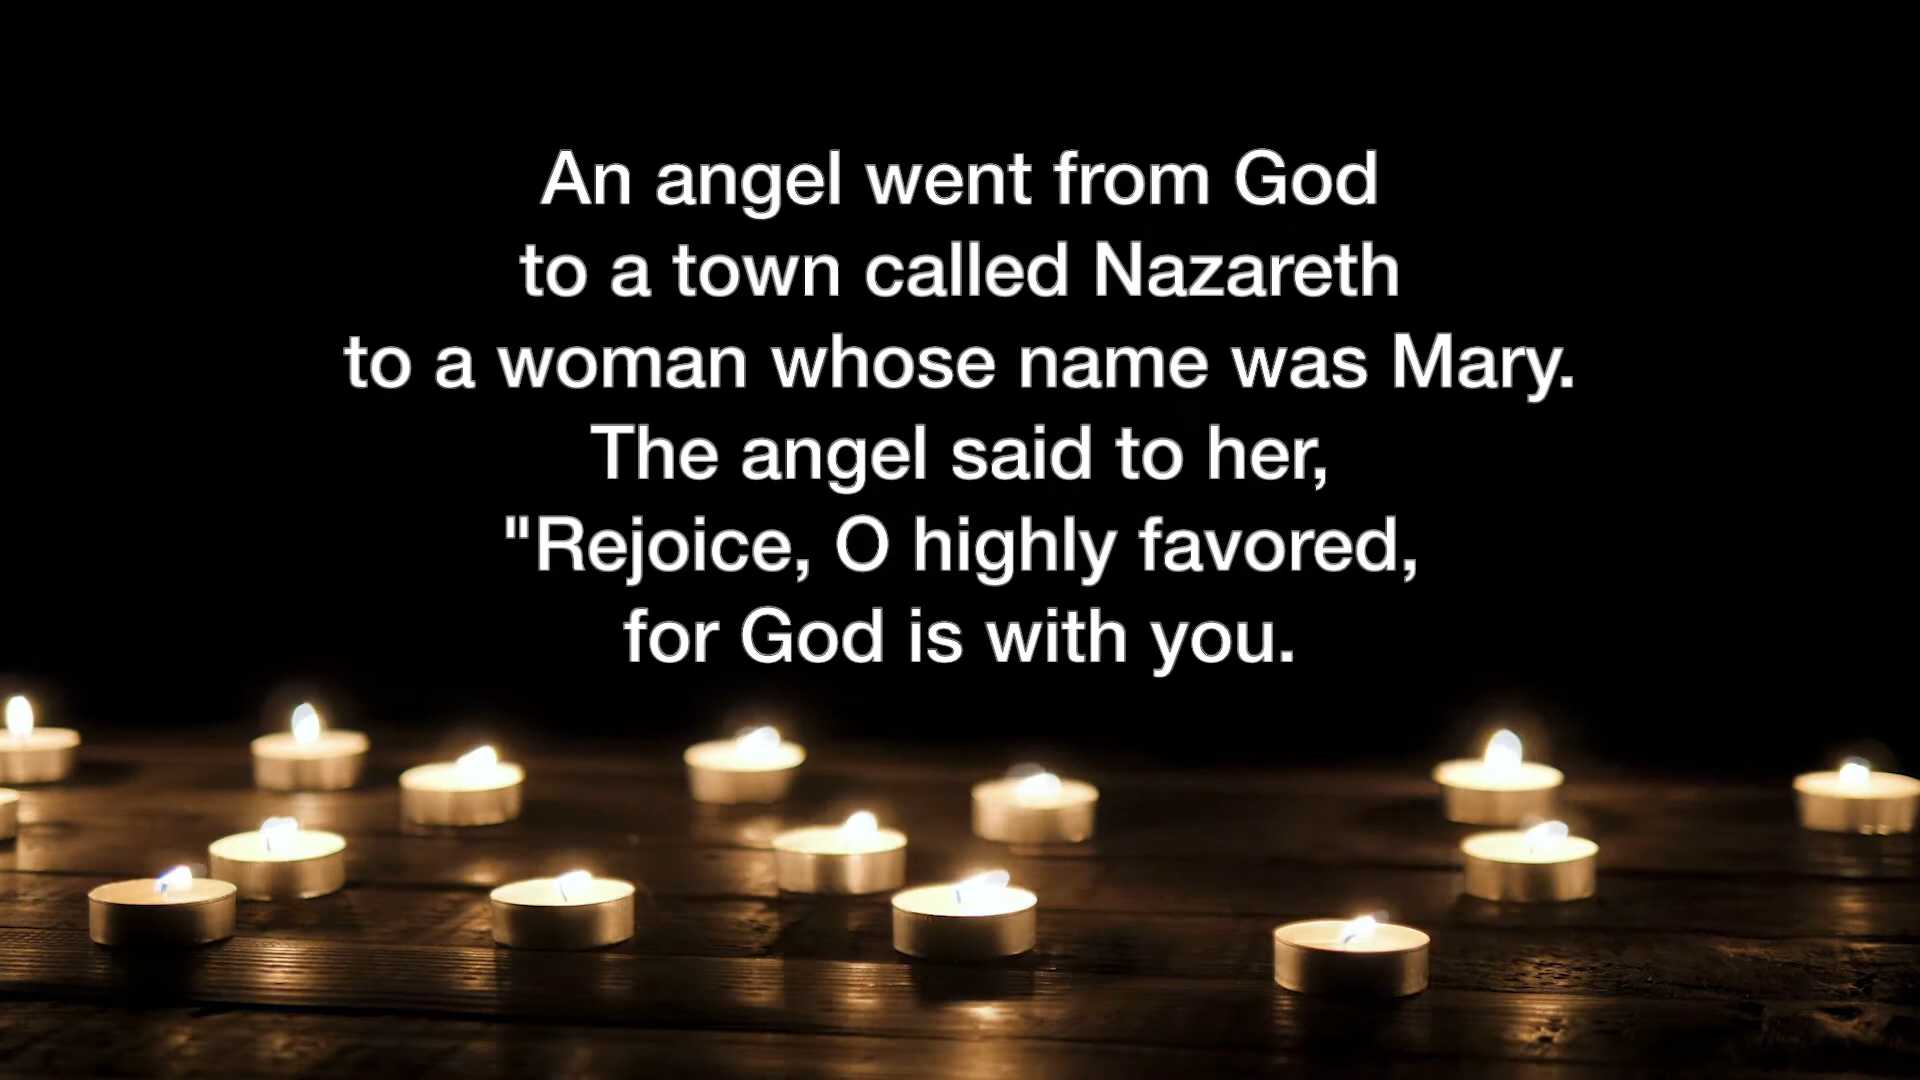 An angel went from God
to a town called Nazareth
to a woman whose name was Mary.
The angel said to her,
"Rejoice, O highly favored,
for God is with you.